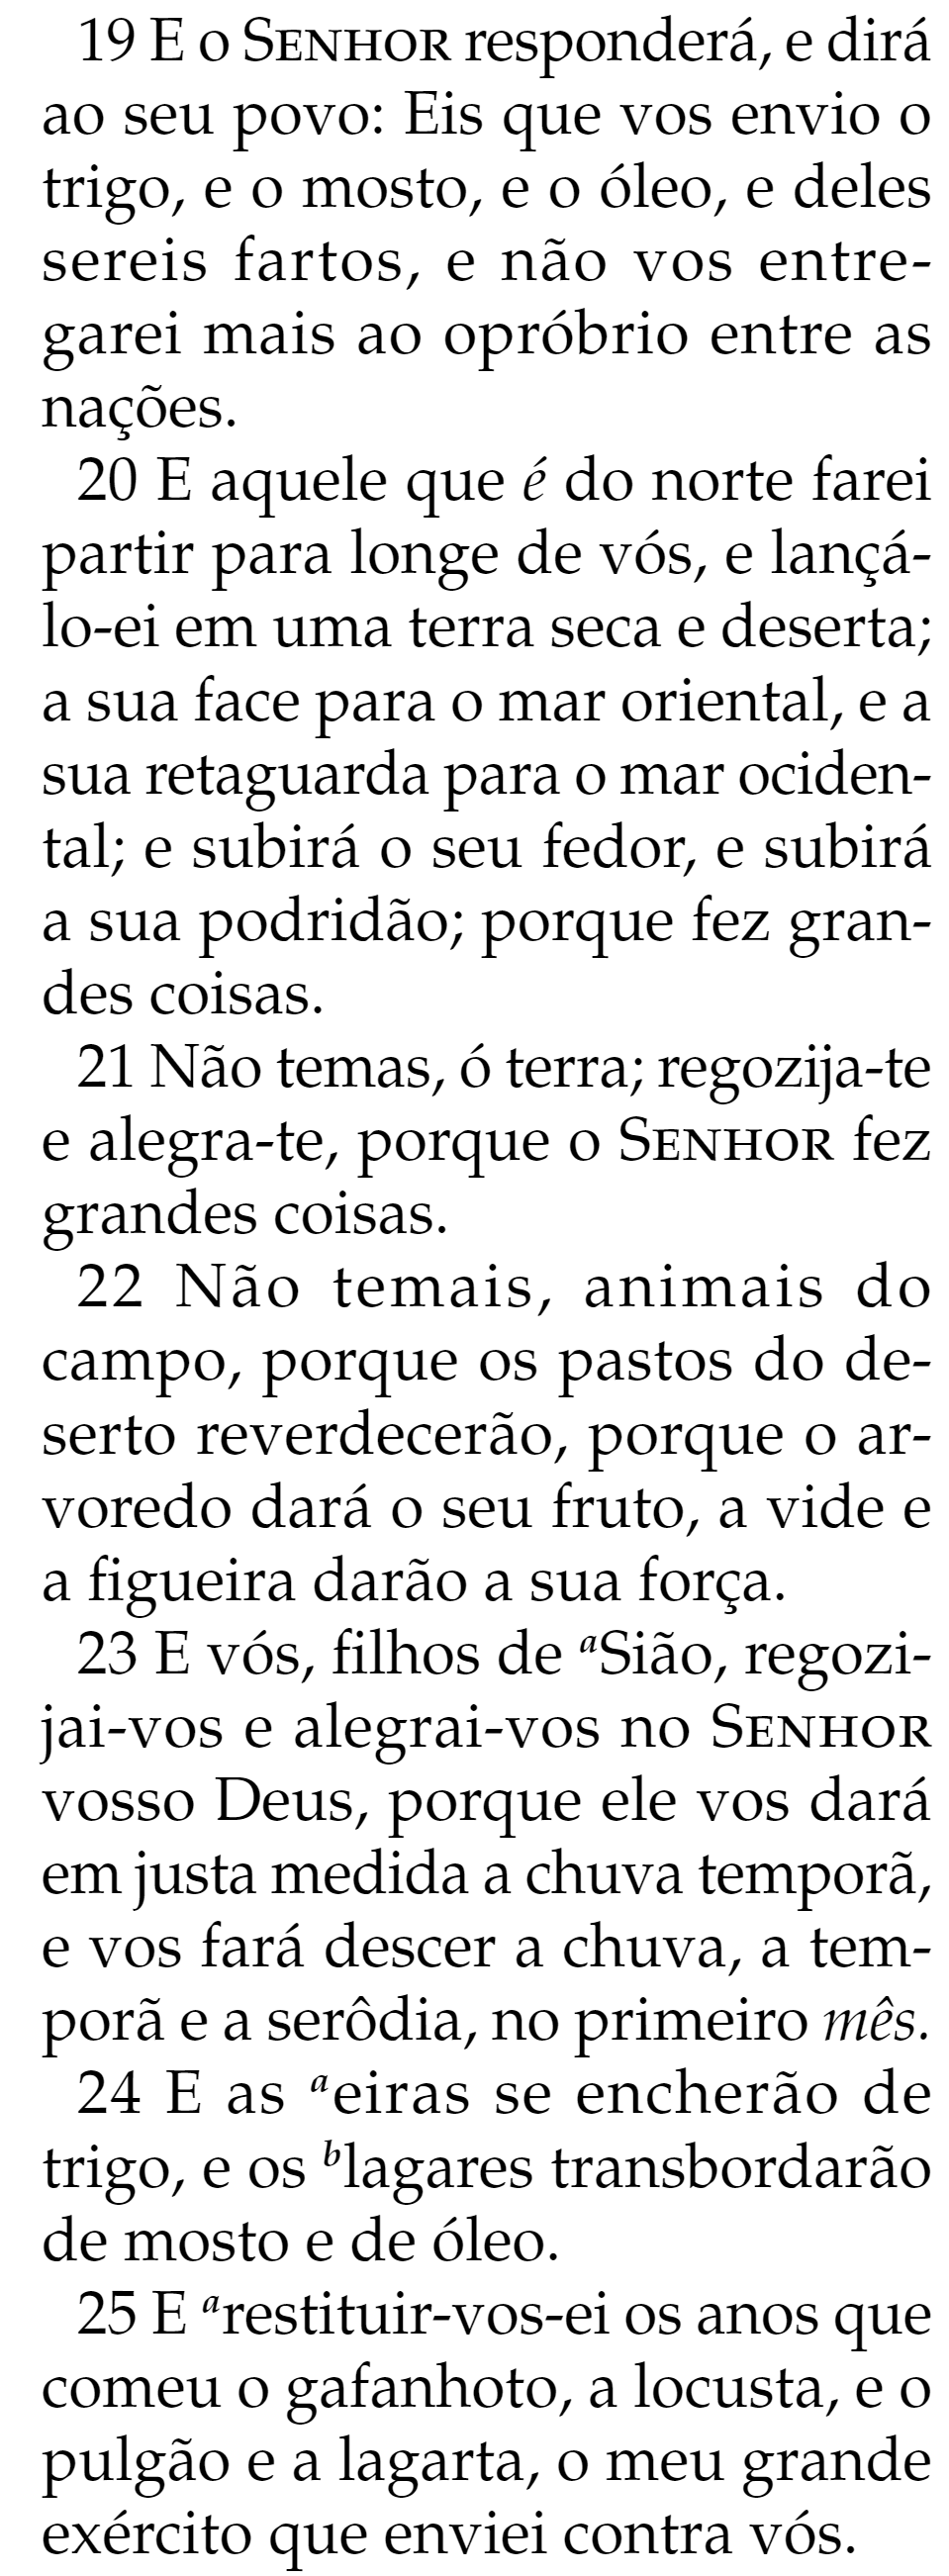 19 E o SENHOR responderá, e dirá
ao seu povo: Eis que vos envio o
trigo, e o mosto, e o óleo, e deles
sereis fartos, e não vos entre-
garei mais ao opróbrio entre as
nações.
20 E aquele que é do norte farei
partir para longe de vós, e lançá-
lo-ei em uma terra seca e deserta;
a sua face para o mar oriental, e a
sua retaguarda para o mar ociden-
tal; e subirá o seu fedor, e subirá
a sua podridão; porque fez gran-
des coisas.
21 Não temas, ó terra; regozija-te
e alegra-te, porque o SENHOR fez
grandes coisas.
22 Não temais, animais do
campo, porque os pastos do de-
serto reverdecerão, porque o ar-
voredo dará o seu fruto, a vide e
a figueira darão a sua força.
23 E vós, filhos de aSião, regozi-
jai-vos e alegrai-vos no SENHOR
vosso Deus, porque ele vos dará
em justa medida a chuva temporã,
e vos fará descer a chuva, a tem-
porã e a serôdia, no primeiro mês.
24 E as aeiras se encherão de
trigo, e os blagares transbordarão
de mosto e de óleo.
25 E arestituir-vos-ei os anos que
comeu o gafanhoto, a locusta, e o
pulgão e a lagarta, o meu grande
exército que enviei contra vós.